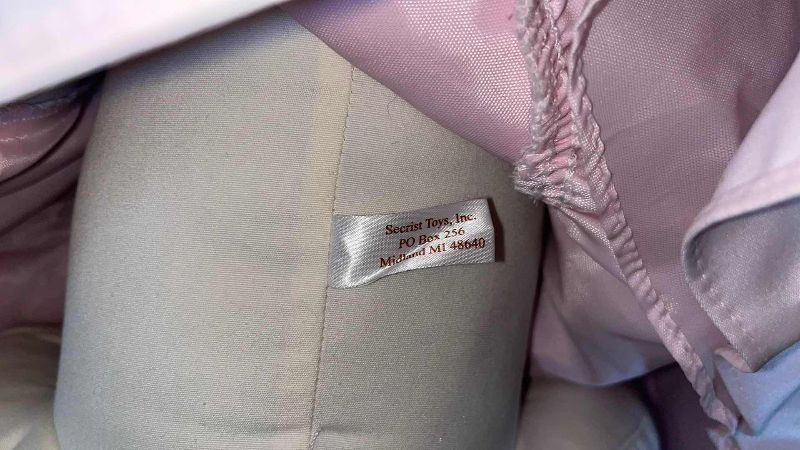 Secrist Toys, Inc.
PO Box 256
Midland MI 48640